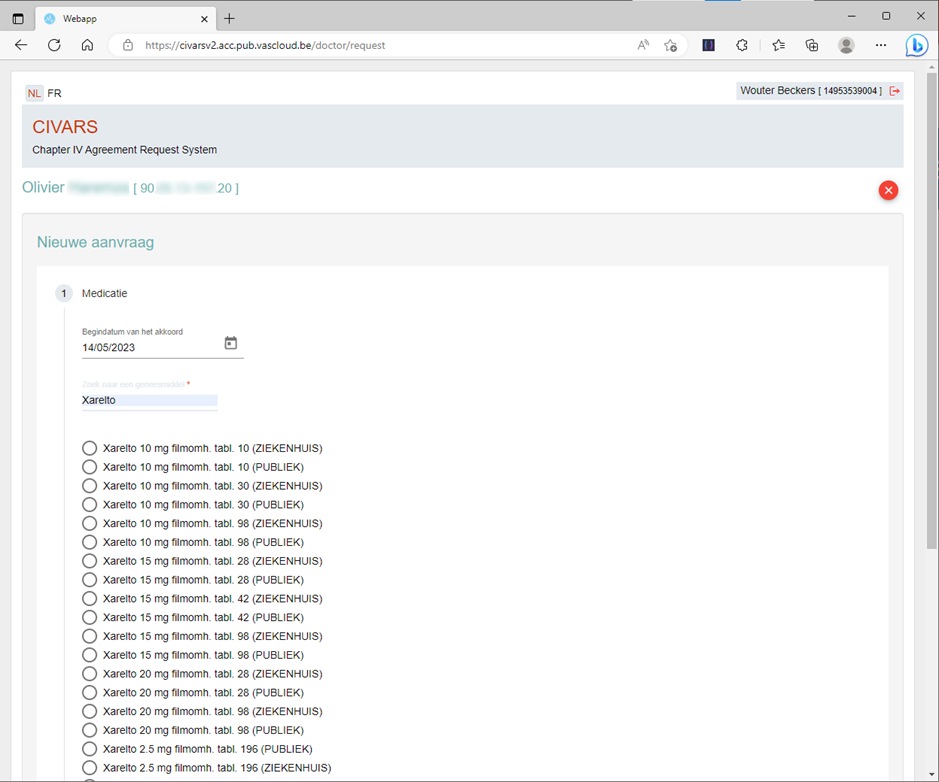 Webapp
https://civarsv2.acc.pub.vascloud.be/doctor/request
NL FR
Wouter Beckers [ 14953539004 ]
CIVARS
Chapter IV Agreement Request System
Olivier [ 90. .20 ]
Nieuwe aanvraag
1 Medicatie
Begindatum van het akkoord
14/05/2023
Zoek naar een geneesmiddel *
Xarelto
Xarelto 10 mg filmomh. tabl. 10 (ZIEKENHUIS)
Xarelto 10 mg filmomh. tabl. 10 (PUBLIEK)
Xarelto 10 mg filmomh. tabl. 30 (ZIEKENHUIS)
Xarelto 10 mg filmomh. tabl. 30 (PUBLIEK)
Xarelto 10 mg filmomh. tabl. 98 (ZIEKENHUIS)
Xarelto 10 mg filmomh. tabl. 98 (PUBLIEK)
Xarelto 15 mg filmomh. tabl. 28 (ZIEKENHUIS)
Xarelto 15 mg filmomh. tabl. 28 (PUBLIEK)
Xarelto 15 mg filmomh. tabl. 42 (ZIEKENHUIS)
Xarelto 15 mg filmomh. tabl. 42 (PUBLIEK)
Xarelto 15 mg filmomh. tabl. 98 (ZIEKENHUIS)
Xarelto 15 mg filmomh. tabl. 98 (PUBLIEK)
Xarelto 20 mg filmomh. tabl. 28 (ZIEKENHUIS)
Xarelto 20 mg filmomh. tabl. 28 (PUBLIEK)
Xarelto 20 mg filmomh. tabl. 98 (ZIEKENHUIS)
Xarelto 20 mg filmomh. tabl. 98 (PUBLIEK)
Xarelto 2.5 mg filmomh. tabl. 196 (PUBLIEK)
Xarelto 2.5 mg filmomh. tabl. 196 (ZIEKENHUIS)